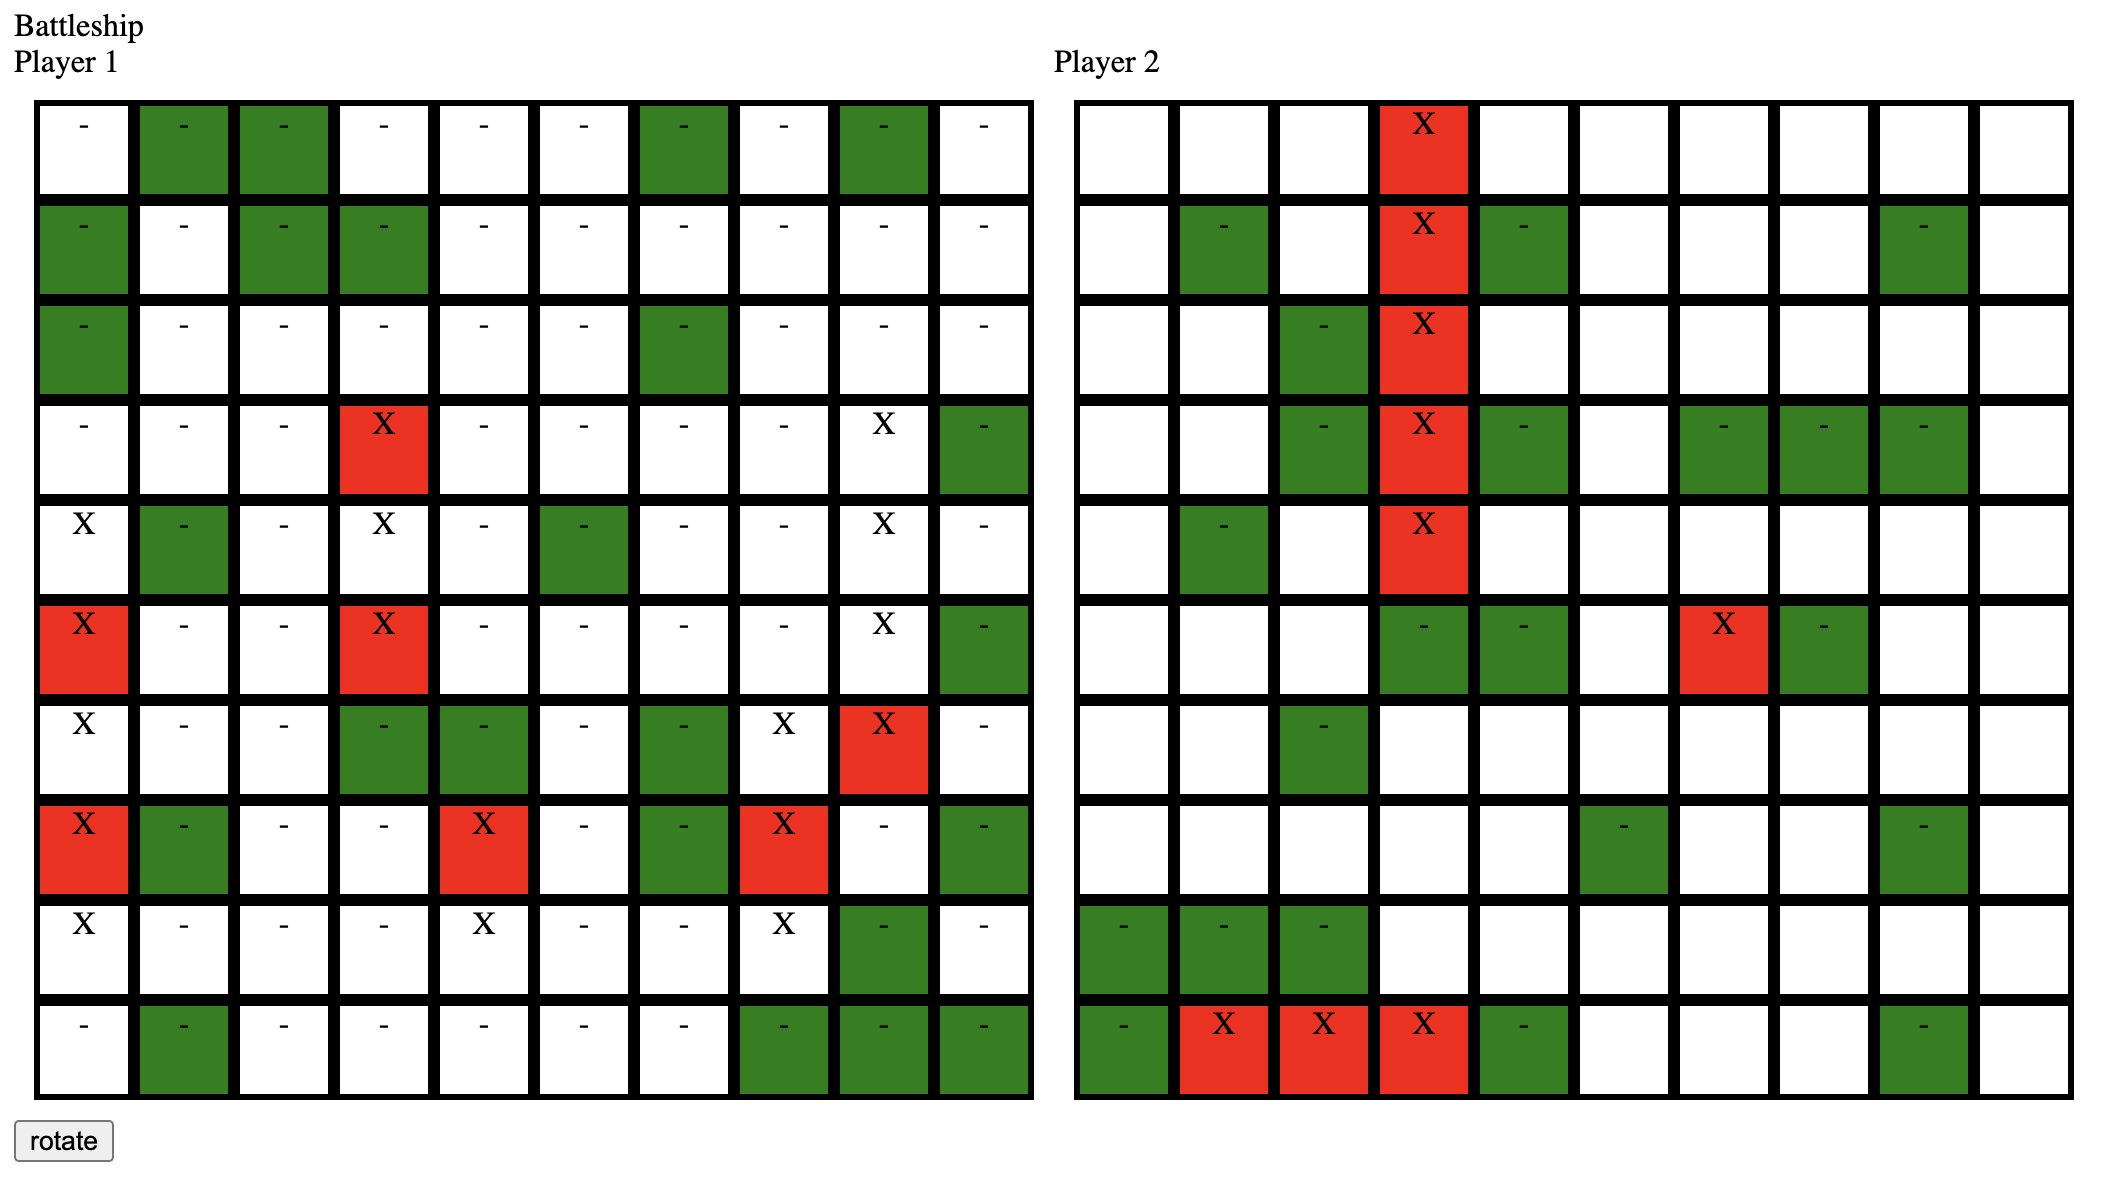 Battleship
Player 1 Player 2
- - - - - - - - - - X
- - - - - - - - - - - X - -
- - - - - - - - - - - X
- - - X - - - - X - - X - - - -
X - - X - - - - X - - X
X - - X - - - - X - - - X -
X - - - - - - X X - -
X - - - X - - X - - - -
X - - - X - - X - - - - -
- - - - - - - - - - - X X X - -
rotate